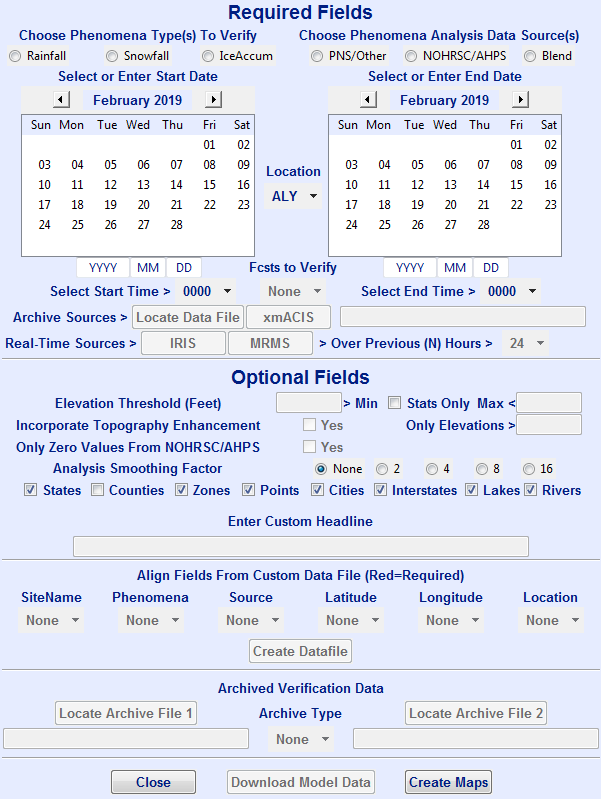 Required Fields
Choose Phenomena Type(s) To Verify Choose Phenomena Analysis Data Source(s)
Rainfall Snowfall IceAccum PNS/Other NOHRSC/AHPS Blend
Select or Enter Start Date Select or Enter End Date
February 2019 February 2019
Sun Mon Tue Wed Thu Fri Sat Sun Mon Tue Wed Thu Fri Sat
01 02 01 02
03 04 05 06 07 08 09 03 04 05 06 07 08 09
Location
10 11 12 13 14 15 16 10 11 12 13 14 15 16
ALY
17 18 19 20 21 22 23 17 18 19 20 21 22 23
24 25 26 27 28 24 25 26 27 28
YYYY MM DD Fcsts to Verify YYYY MM DD
Select Start Time > 0000 None Select End Time > 0000
Archive Sources > Locate Data File xmACIS
Real-Time Sources > IRIS MRMS > Over Previous (N) Hours > 24
Optional Fields
Elevation Threshold (Feet) > Min Stats Only Max <
Incorporate Topography Enhancement Yes Only Elevations >
Only Zero Values From NOHRSC/AHPS Yes
Analysis Smoothing Factor None 2 4 8 16
States Counties Zones Points Cities Interstates Lakes Rivers
Enter Custom Headline
Align Fields From Custom Data File (Red=Required)
SiteName Phenomena Source Latitude Longitude Location
None None None None None None
Create Datafile
Archived Verification Data
Locate Archive File 1 Archive Type Locate Archive File 2
None
Close Download Model Data Create Maps